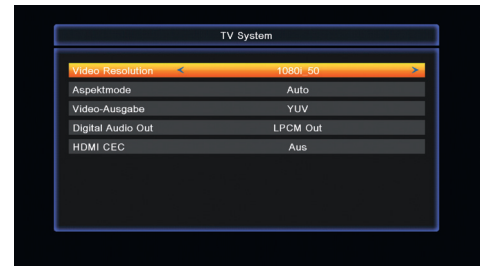 TV System
Video Resolution 1080i_50
Aspektmode Auto
Video-Ausgabe YUV
Digital Audio Out LPCM Out
HDMI CEC Aus